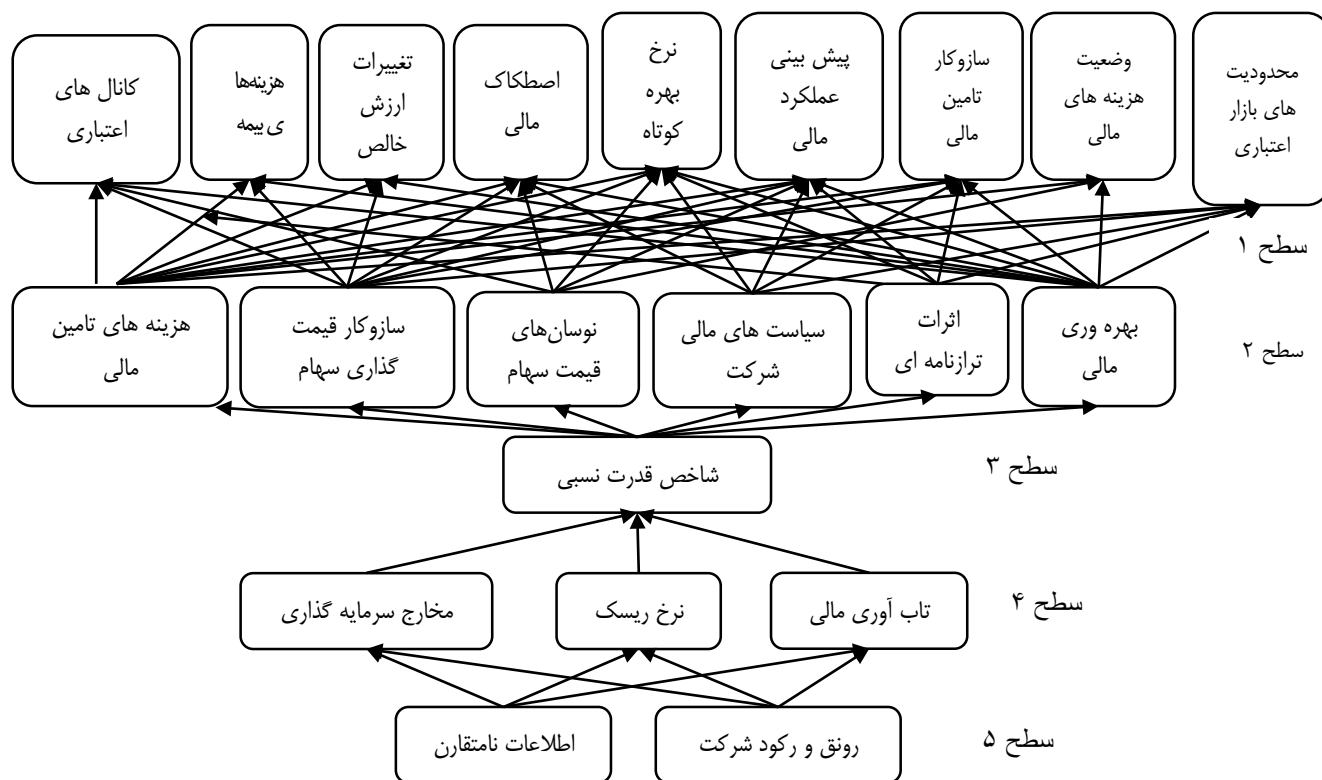 محدودیت
های بازار
اعتباری
وضعیت
هزینه های
مالی
سازوکار
تامین
مالی
پیش بینی
عملکرد
مالی
نرخ
بهره
کوتاه
اصطکاک
مالی
تغییرات
ارزش
خالص
هزینه‌ها
ی بیمه
کانال های
اعتباری
سطح ۱
بهره وری
مالی
اثرات
ترازنامه ای
سیاست های مالی
شرکت
نوسان‌های
قیمت سهام
سازوکار قیمت
گذاری سهام
هزینه های تامین
مالی
سطح ۲
شاخص قدرت نسبی
سطح ۳
تاب آوری مالی
نرخ ریسک
مخارج سرمایه گذاری
سطح ۴
رونق و رکود شرکت
اطلاعات نامتقارن
سطح ۵